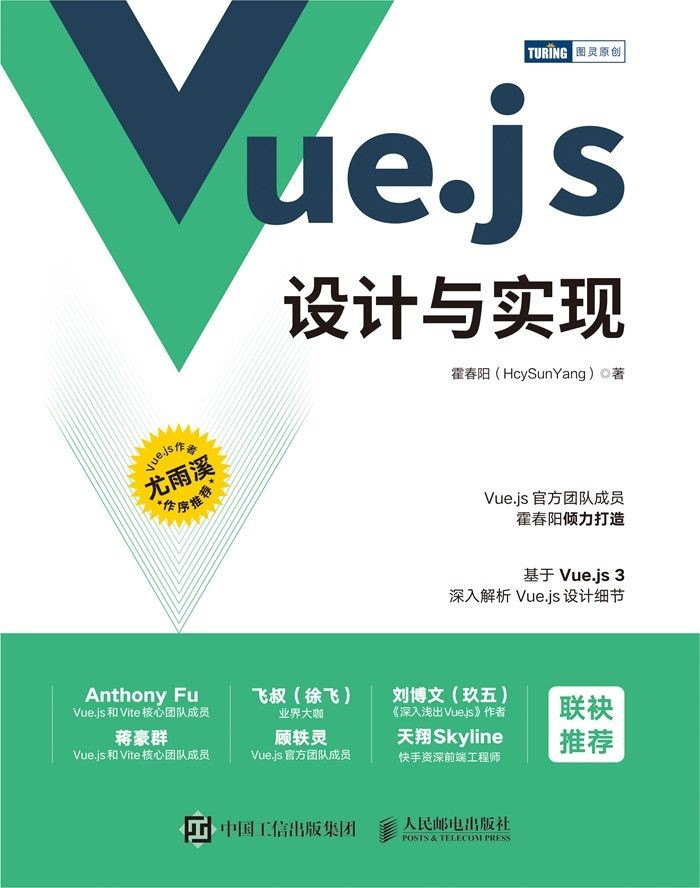 TURING 图灵原创
Vue.js
设计与实现
霍春阳（HcySunYang）◎著
Vue.js作者
尤雨溪
★作序推荐★
Vue.js 官方团队成员
霍春阳倾力打造
基于 Vue.js 3
深入解析 Vue.js 设计细节
Anthony Fu
Vue.js 和 Vite 核心团队成员
蒋豪群
Vue.js 和 Vite 核心团队成员
飞叔（徐飞）
业界大咖
顾轶灵
Vue.js 官方团队成员
刘博文（玖五）
《深入浅出Vue.js》作者
天翔Skyline
快手资深前端工程师
联袂
推荐
中国工信出版集团
人民邮电出版社
POSTS & TELECOM PRESS